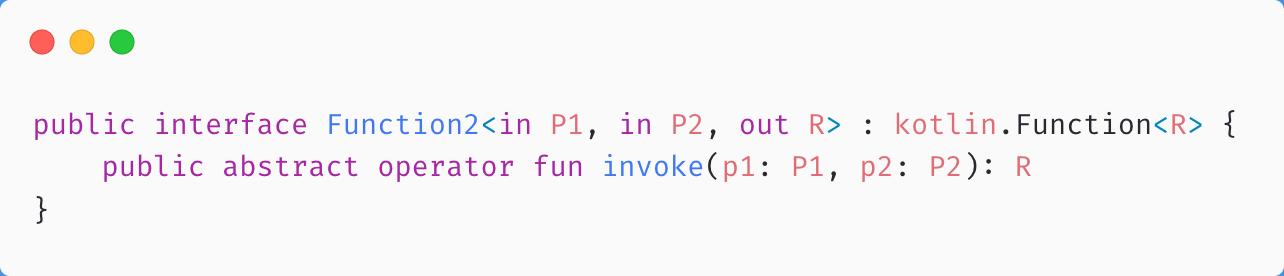 public interface Function2<in P1, in P2, out R> : kotlin.Function<R> {
    public abstract operator fun invoke(p1: P1, p2: P2): R
}